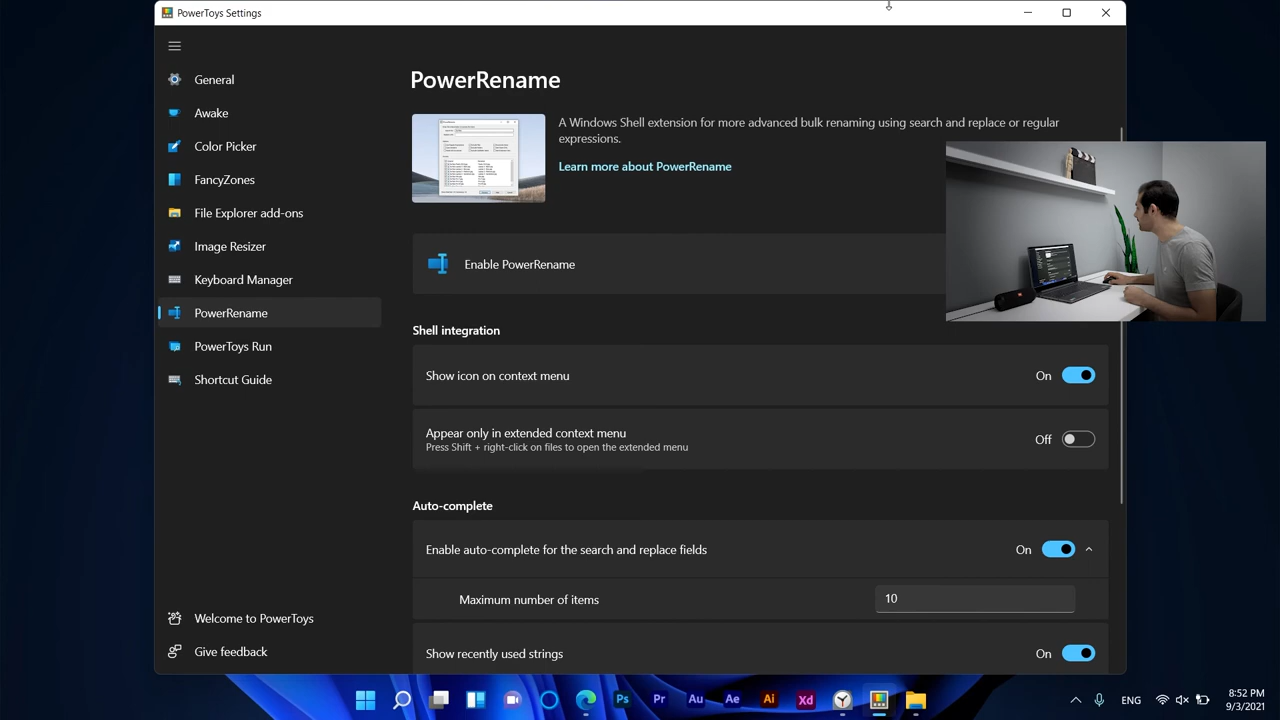 PowerToys Settings
General
Awake
Color Picker
FancyZones
File Explorer add-ons
Image Resizer
Keyboard Manager
PowerRename
PowerToys Run
Shortcut Guide
Welcome to PowerToys
Give feedback
PowerRename
A Windows Shell extension for more advanced bulk renaming using search and replace or regular
expressions.
Learn more about PowerRename
Enable PowerRename
Shell integration
Show icon on context menu
On
Appear only in extended context menu
Press Shift + right-click on files to open the extended menu
Off
Auto-complete
Enable auto-complete for the search and replace fields
On
Maximum number of items
10
Show recently used strings
On
Ps
Pr
Au
Ae
Ai
Xd
ENG
8:52 PM
9/3/2021